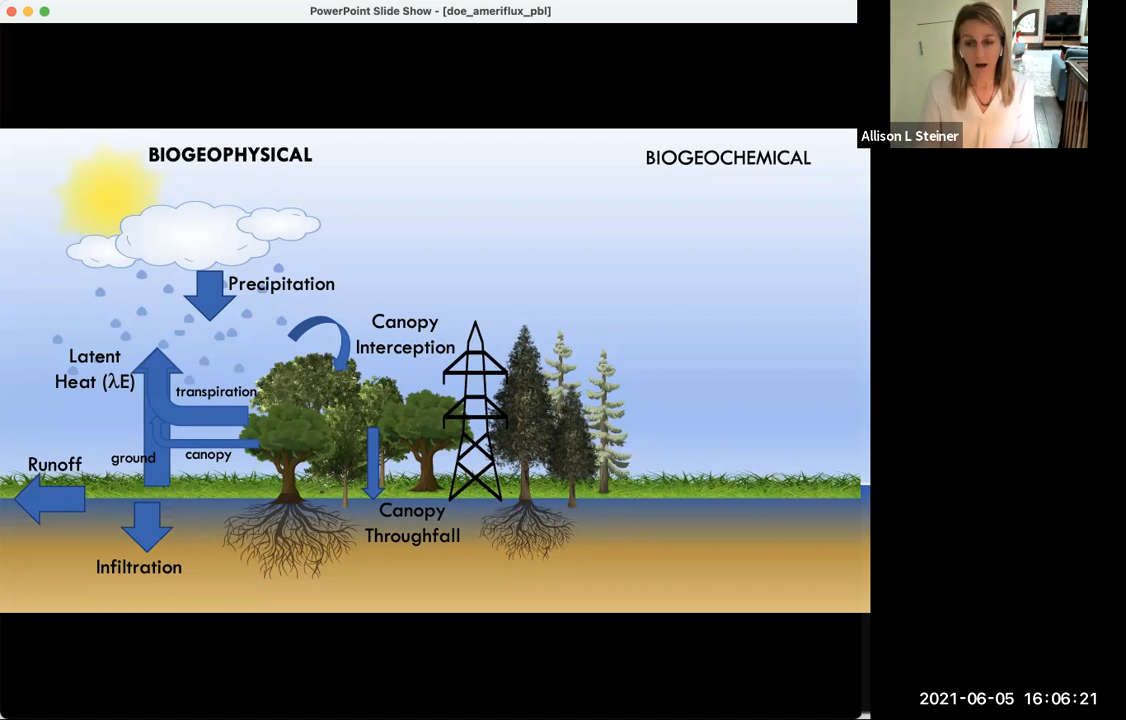 PowerPoint Slide Show - [doe_ameriflux_pbl]
Allison L Steiner
BIOGEOPHYSICAL
BIOGEOCHEMICAL
Precipitation
Canopy
Interception
Latent
Heat (λE)
transpiration
ground
canopy
Runoff
Canopy
Throughfall
Infiltration
2021-06-05 16:06:21